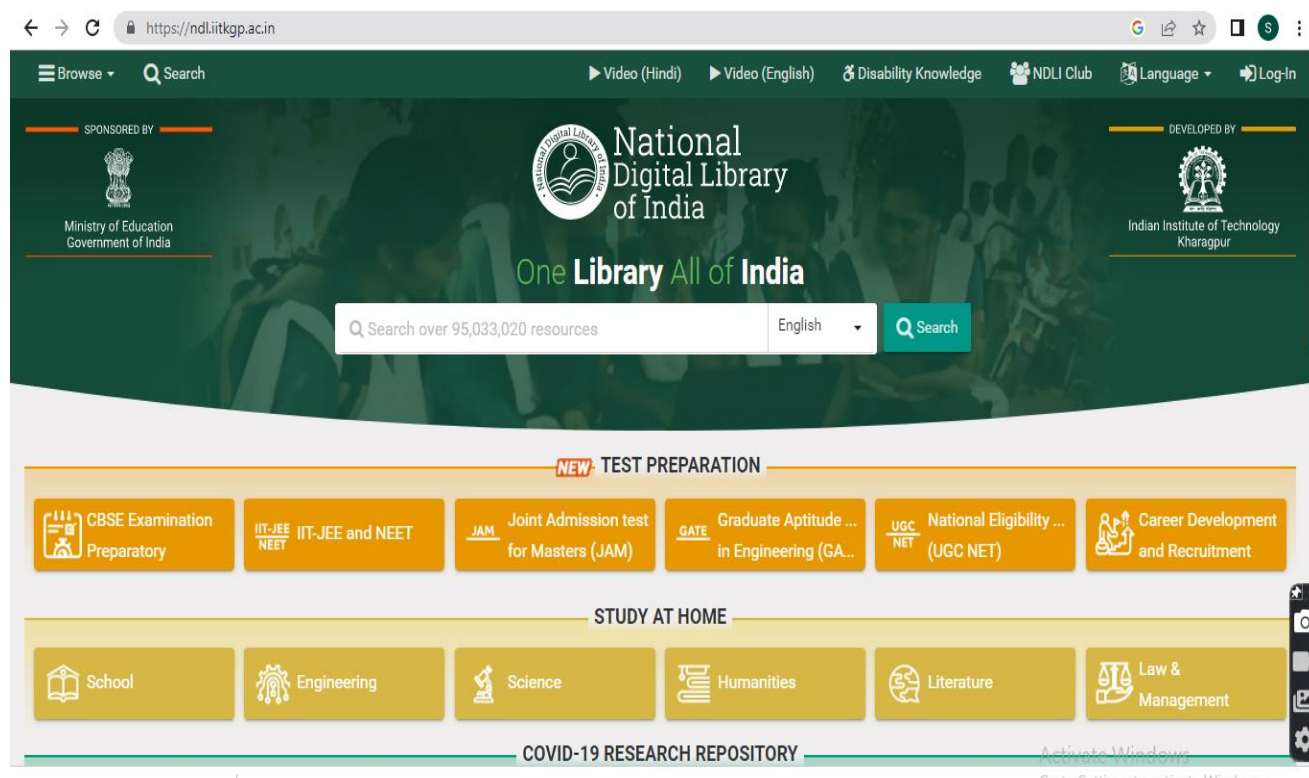 https://ndl.iitkgp.ac.in
G
S
Browse
Search
Video (Hindi)
Video (English)
Disability Knowledge
NDLI Club
Language
Log-In
SPONSORED BY
Ministry of Education
Government of India
National Digital Library of India
National
Digital Library
of India
DEVELOPED BY
Indian Institute of Technology
Kharagpur
One Library All of India
Search over 95,033,020 resources
English
Search
NEW TEST PREPARATION
CBSE Examination
Preparatory
IIT-JEE
NEET
IIT-JEE and NEET
JAM
Joint Admission test
for Masters (JAM)
GATE
Graduate Aptitude ...
in Engineering (GA...
UGC
NET
National Eligibility ...
(UGC NET)
Career Development
and Recruitment
STUDY AT HOME
School
Engineering
Science
Humanities
Literature
Law &
Management
COVID-19 RESEARCH REPOSITORY
Activate Windows